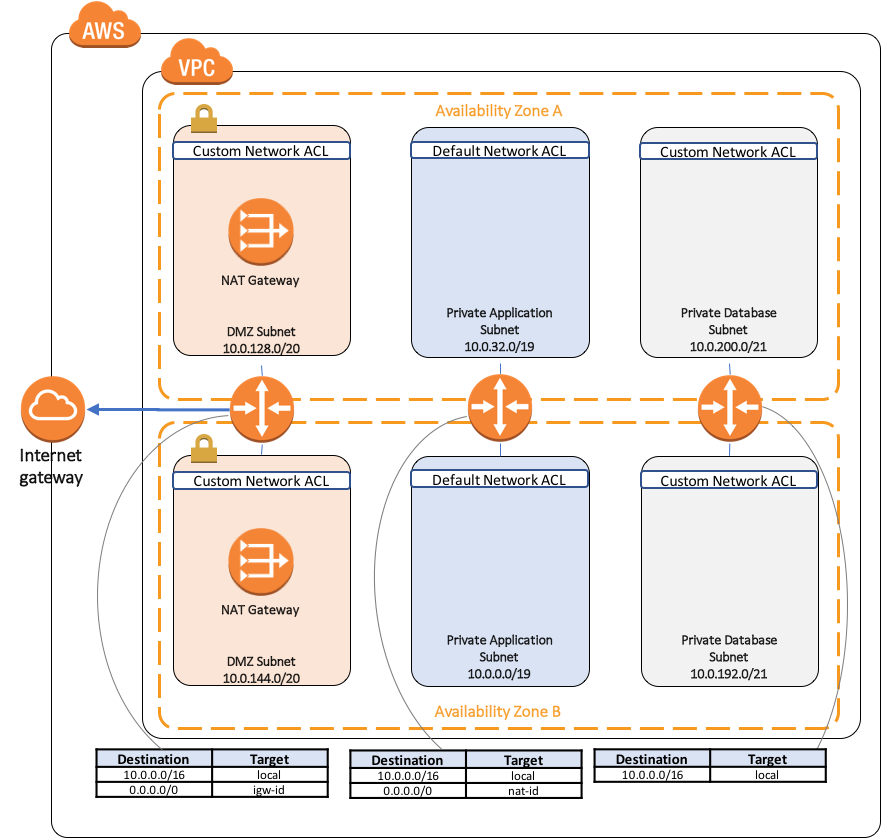 AWS
VPC
Availability Zone A
Custom Network ACL
NAT Gateway
DMZ Subnet
10.0.128.0/20
Default Network ACL
Private Application
Subnet
10.0.32.0/19
Custom Network ACL
Private Database
Subnet
10.0.200.0/21
Internet
gateway
Custom Network ACL
NAT Gateway
DMZ Subnet
10.0.144.0/20
Default Network ACL
Private Application
Subnet
10.0.0.0/19
Custom Network ACL
Private Database
Subnet
10.0.192.0/21
Availability Zone B
Destination Target
10.0.0.0/16 local
0.0.0.0/0 igw-id
Destination Target
10.0.0.0/16 local
0.0.0.0/0 nat-id
Destination Target
10.0.0.0/16 local